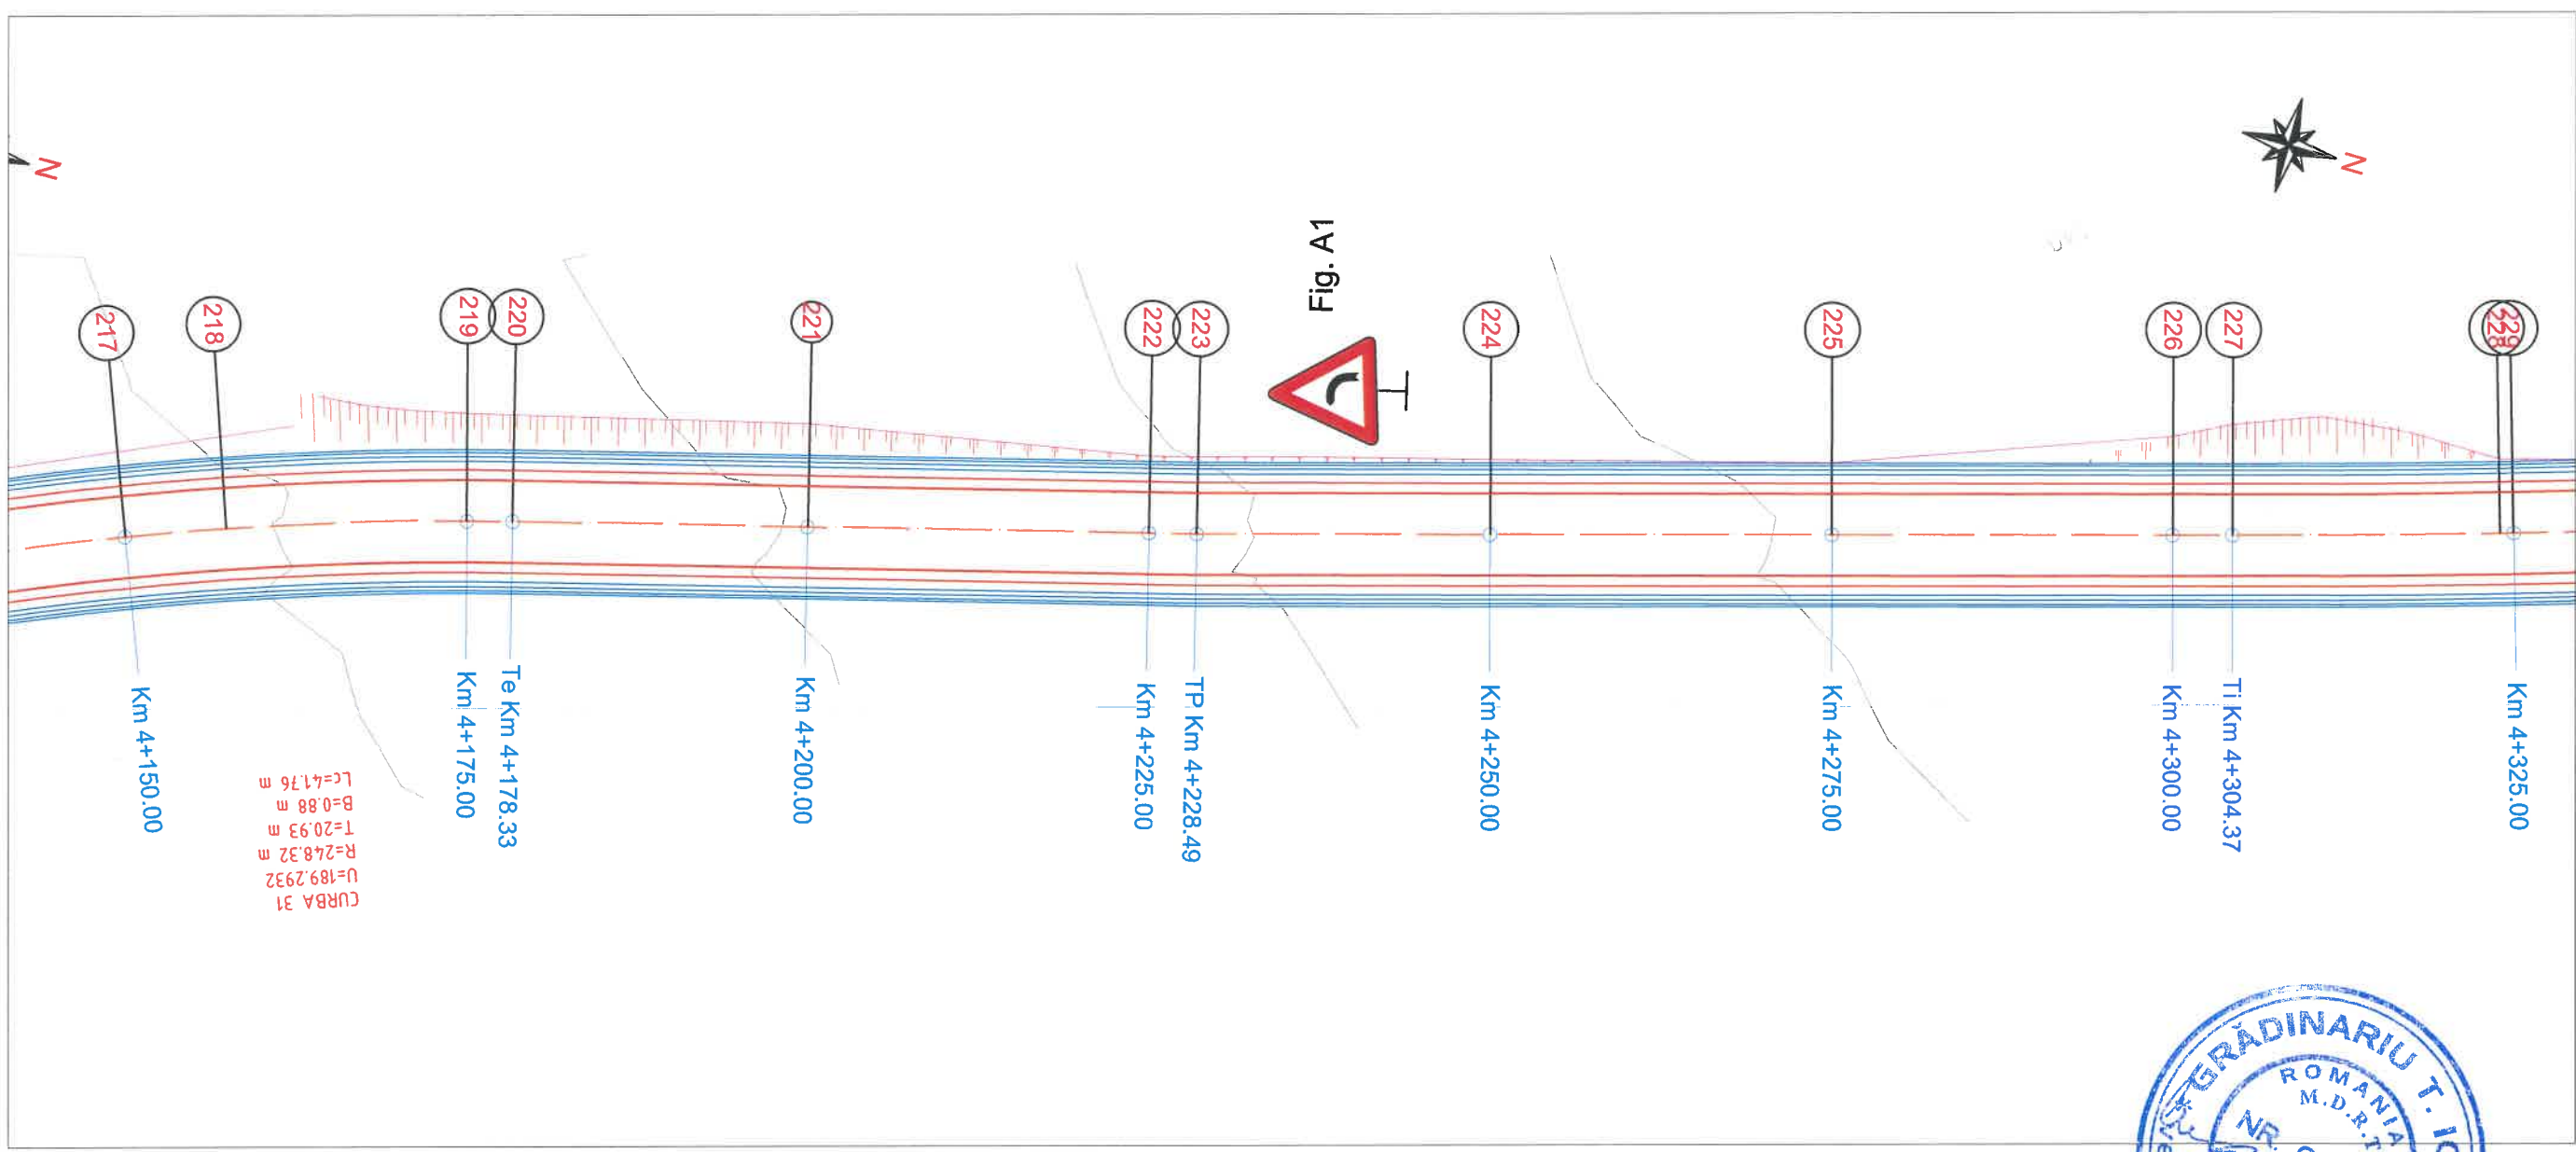 N
N
Fig. A1
217
218
219
220
221
222
223
224
225
226
227
228
229
Km 4+150.00
Km 4+175.00
Te Km 4+178.33
Km 4+200.00
Km 4+225.00
TP Km 4+228.49
Km 4+250.00
Km 4+275.00
Km 4+300.00
Ti Km 4+304.37
Km 4+325.00
CURBA 31
U=189.2932
R=248.32 m
T=20.93 m
B=0.88 m
Lc=41.76 m
GRĂDINARIU T.
ROMANIA
M.D.R.T
NR.